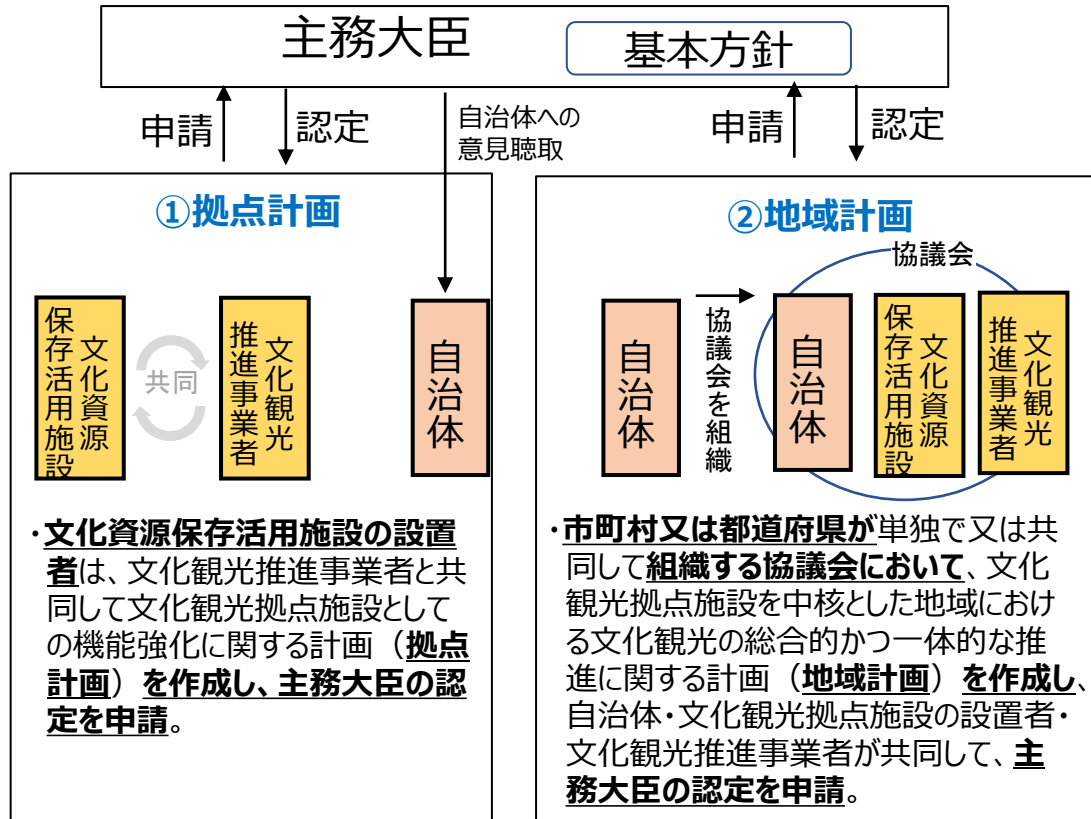 主務大臣
基本方針
申請
認定
自治体への
意見聴取
申請
認定
①拠点計画
文化資源
保存活用施設
共同
文化観光
推進事業者
自治体
・文化資源保存活用施設の設置
者は、文化観光推進事業者と共
同して文化観光拠点施設として
の機能強化に関する計画（拠点
計画）を作成し、主務大臣の認
定を申請。
②地域計画
協議会
自治体
協議会を組織
自治体
文化資源
保存活用施設
文化観光
推進事業者
・市町村又は都道府県が単独で又は共
同して組織する協議会において、文化
観光拠点施設を中核とした地域におけ
る文化観光の総合的かつ一体的な推
進に関する計画（地域計画）を作成し、
自治体・文化観光拠点施設の設置者・
文化観光推進事業者が共同して、主
務大臣の認定を申請。